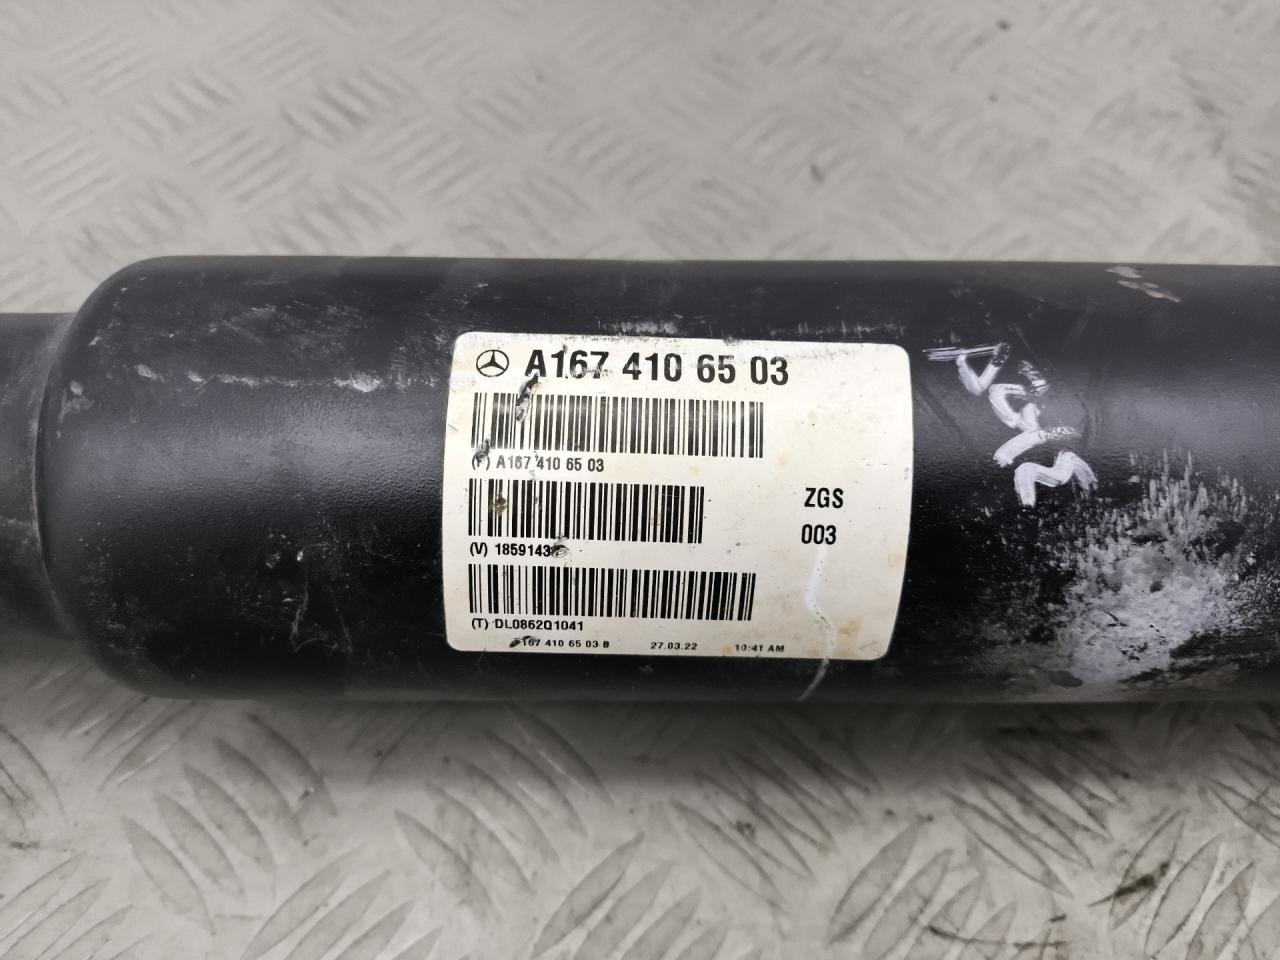 A167 410 65 03
(P) A167 410 65 03
ZGS
003
(V) 1859143
(T) DL0862Q1041
A167 410 65 03 B 27.03.22 10:41 AM